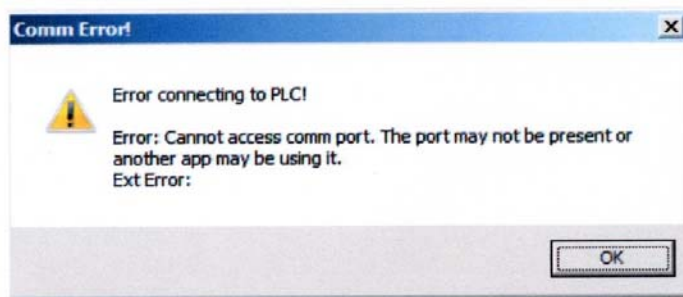 Comm Error!
Error connecting to PLC!
Error: Cannot access comm port. The port may not be present or
another app may be using it.
Ext Error:
OK